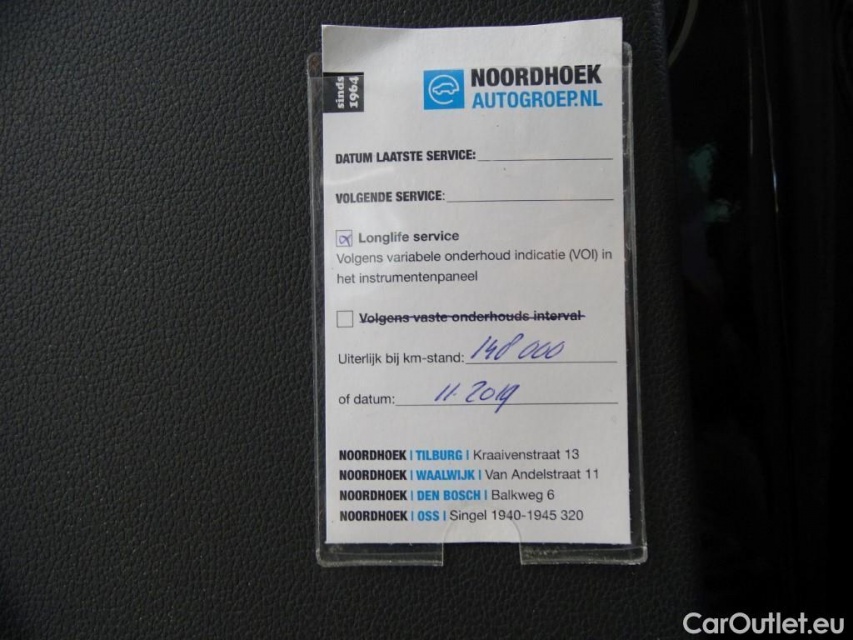 sinds 1964
NOORDHOEK
AUTOGROEP.NL
DATUM LAATSTE SERVICE:
VOLGENDE SERVICE:
Longlife service
Volgens variabele onderhoud indicatie (VOI) in
het instrumentenpaneel
Volgens vaste onderhouds interval
Uiterlijk bij km-stand: 148 000
of datum: 11-2019
NOORDHOEK | TILBURG | Kraaivenstraat 13
NOORDHOEK | WAALWIJK | Van Andelstraat 11
NOORDHOEK | DEN BOSCH | Balkweg 6
NOORDHOEK | OSS | Singel 1940-1945 320
CarOutlet.eu